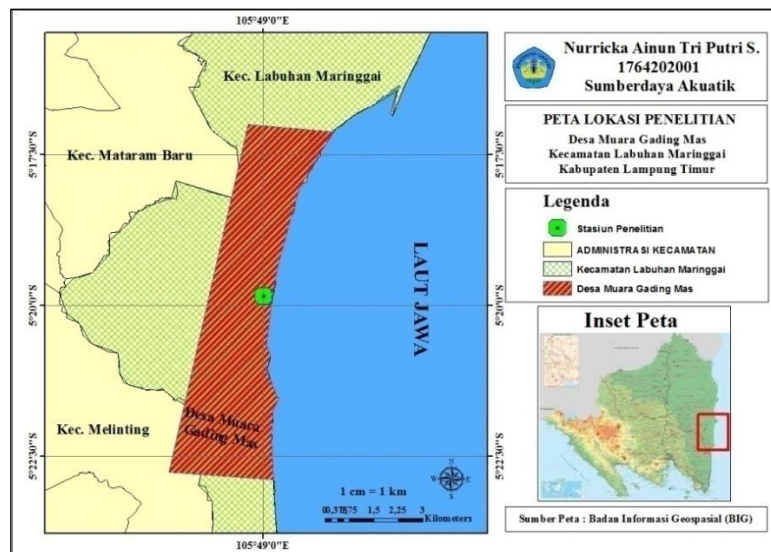 105°49'0"E
Kec. Labuhan Maringgai
Kec. Mataram Baru
5°17'30"S
5°17'30"S
5°20'0"S
5°20'0"S
LAUT JAWA
Desa Muara
Gading Mas
Kec. Melinting
5°22'30"S
5°22'30"S
N
W E
S
1 cm = 1 km
1,5 2,25 3
Kilometers
105°49'0"E
Nurricka Ainun Tri Putri S.
1764202001
Sumberdaya Akuatik
PETA LOKASI PENELITIAN
Desa Muara Gading Mas
Kecamatan Labuhan Maringgai
Kabupaten Lampung Timur
Legenda
Stasiun Penelitian
ADMINISTRASI KECAMATAN
Kecamatan Labuhan Maringgai
Desa Muara Gading Mas
Inset Peta
Sumber Peta : Badan Informasi Geospasial (BIG)